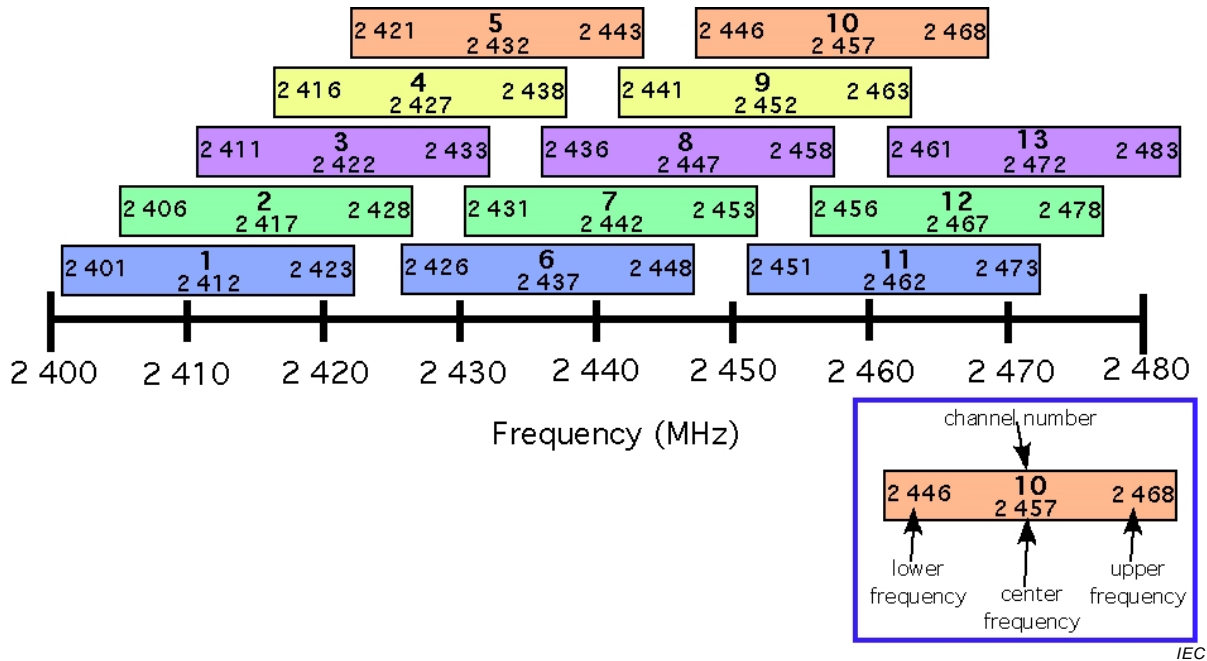 5 10
2 421 2 432 2 443 2 446 2 457 2 468
4 9
2 416 2 427 2 438 2 441 2 452 2 463
3 8 13
2 411 2 422 2 433 2 436 2 447 2 458 2 461 2 472 2 483
2 7 12
2 406 2 417 2 428 2 431 2 442 2 453 2 456 2 467 2 478
1 6 11
2 401 2 412 2 423 2 426 2 437 2 448 2 451 2 462 2 473
2 400 2 410 2 420 2 430 2 440 2 450 2 460 2 470 2 480
Frequency (MHz)
channel number
10
2 446 2 457 2 468
lower frequency
center frequency
upper frequency
IEC